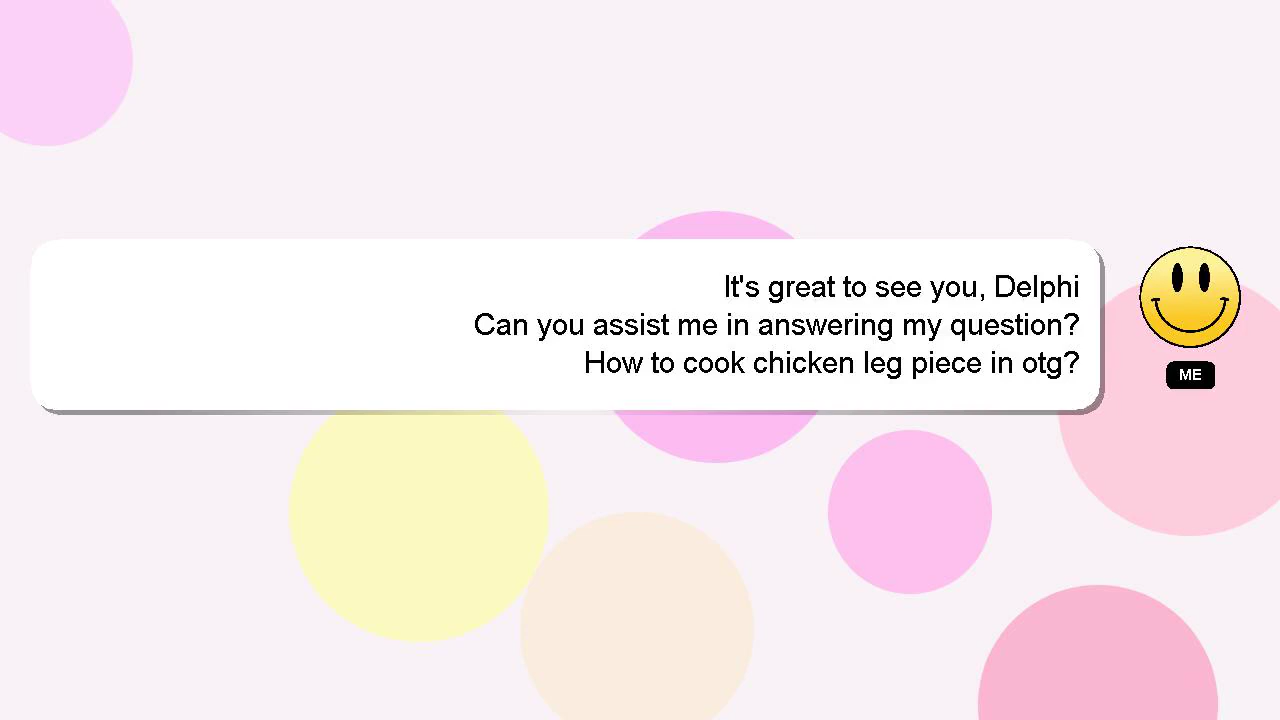 It's great to see you, Delphi
Can you assist me in answering my question?
How to cook chicken leg piece in otg?
ME